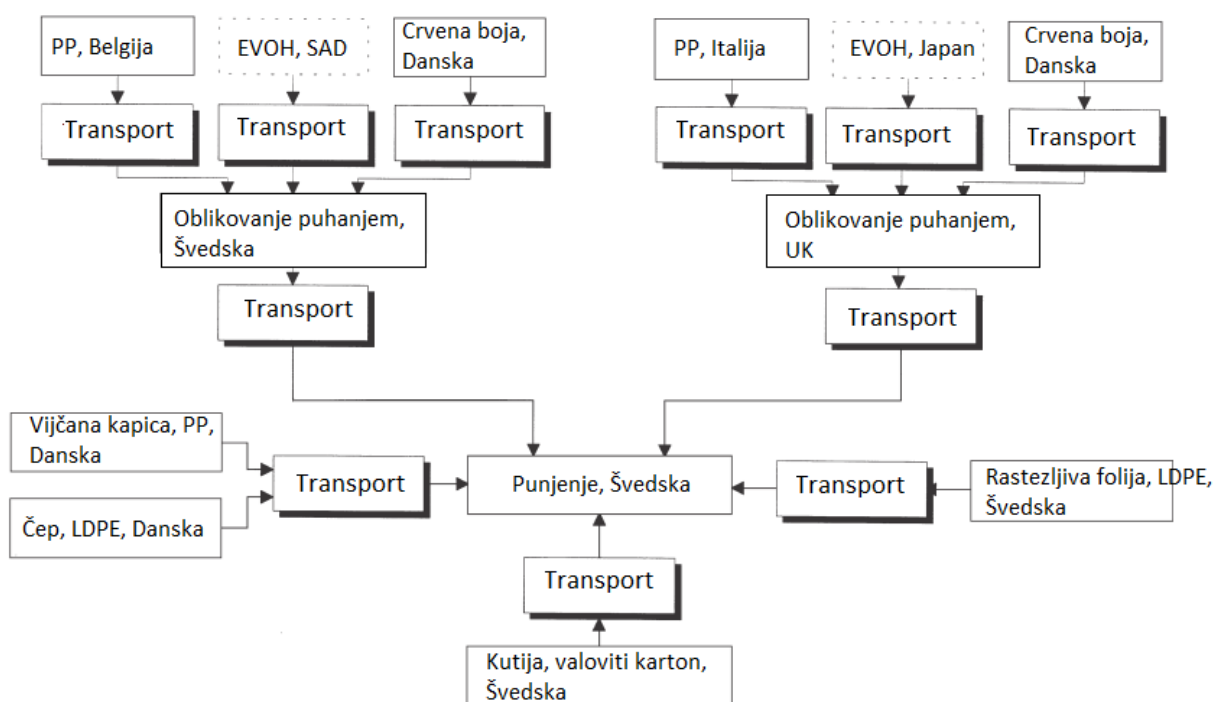 PP, Belgija
EVOH, SAD
Crvena boja,
Danska
PP, Italija
EVOH, Japan
Crvena boja,
Danska
Transport
Transport
Transport
Transport
Transport
Transport
Oblikovanje puhanjem,
Švedska
Oblikovanje puhanjem,
UK
Transport
Transport
Vijčana kapica, PP,
Danska
Čep, LDPE, Danska
Transport
Punjenje, Švedska
Transport
Rastezljiva folija, LDPE,
Švedska
Transport
Kutija, valoviti karton,
Švedska